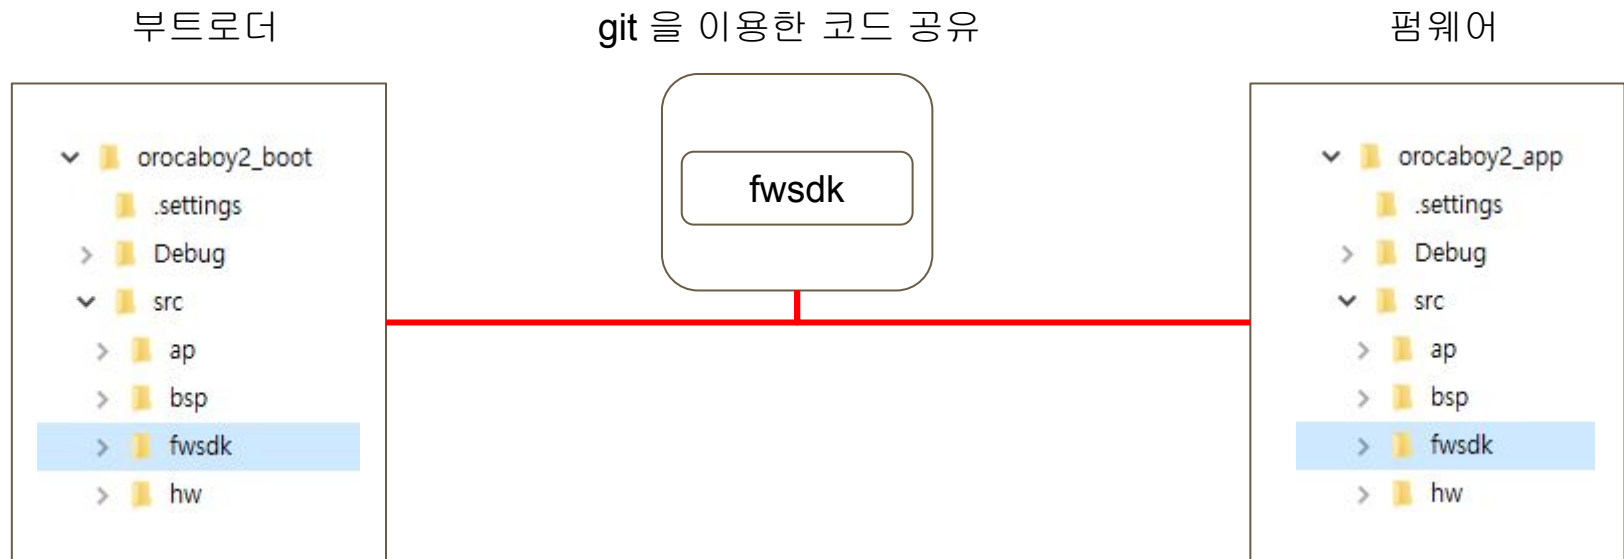 부트로더
git 을 이용한 코드 공유
펌웨어
orocaboy2_boot
.settings
Debug
src
ap
bsp
fwsdk
hw
fwsdk
orocaboy2_app
.settings
Debug
src
ap
bsp
fwsdk
hw